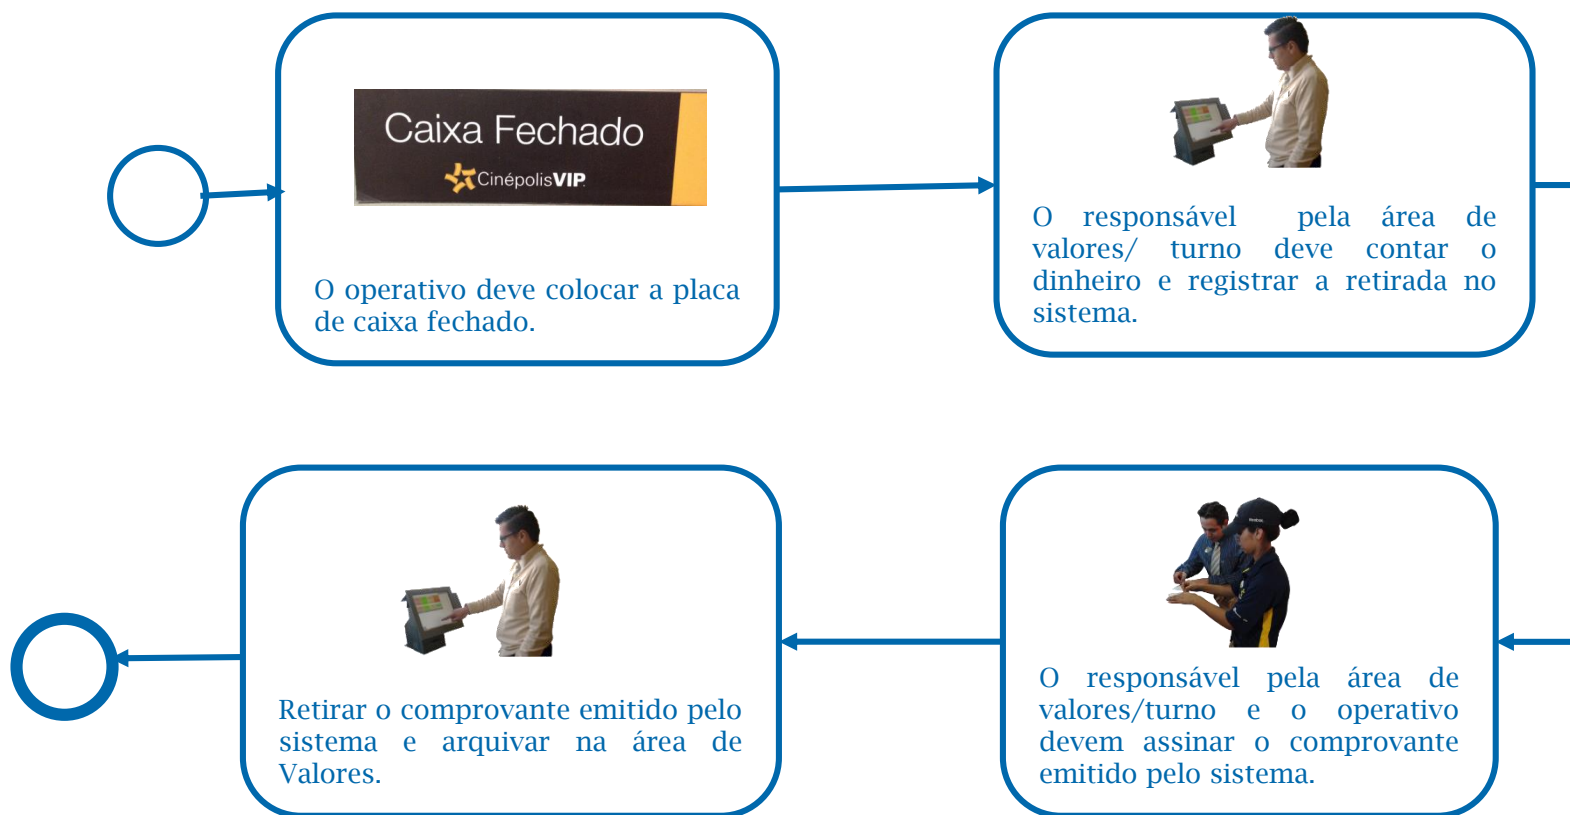 Caixa Fechado
CinépolisVIP
O operativo deve colocar a placa
de caixa fechado.
O responsável pela área de
valores/ turno deve contar o
dinheiro e registrar a retirada no
sistema.
O responsável pela área de
valores/turno e o operativo
devem assinar o comprovante
emitido pelo sistema.
Retirar o comprovante emitido pelo
sistema e arquivar na área de
Valores.